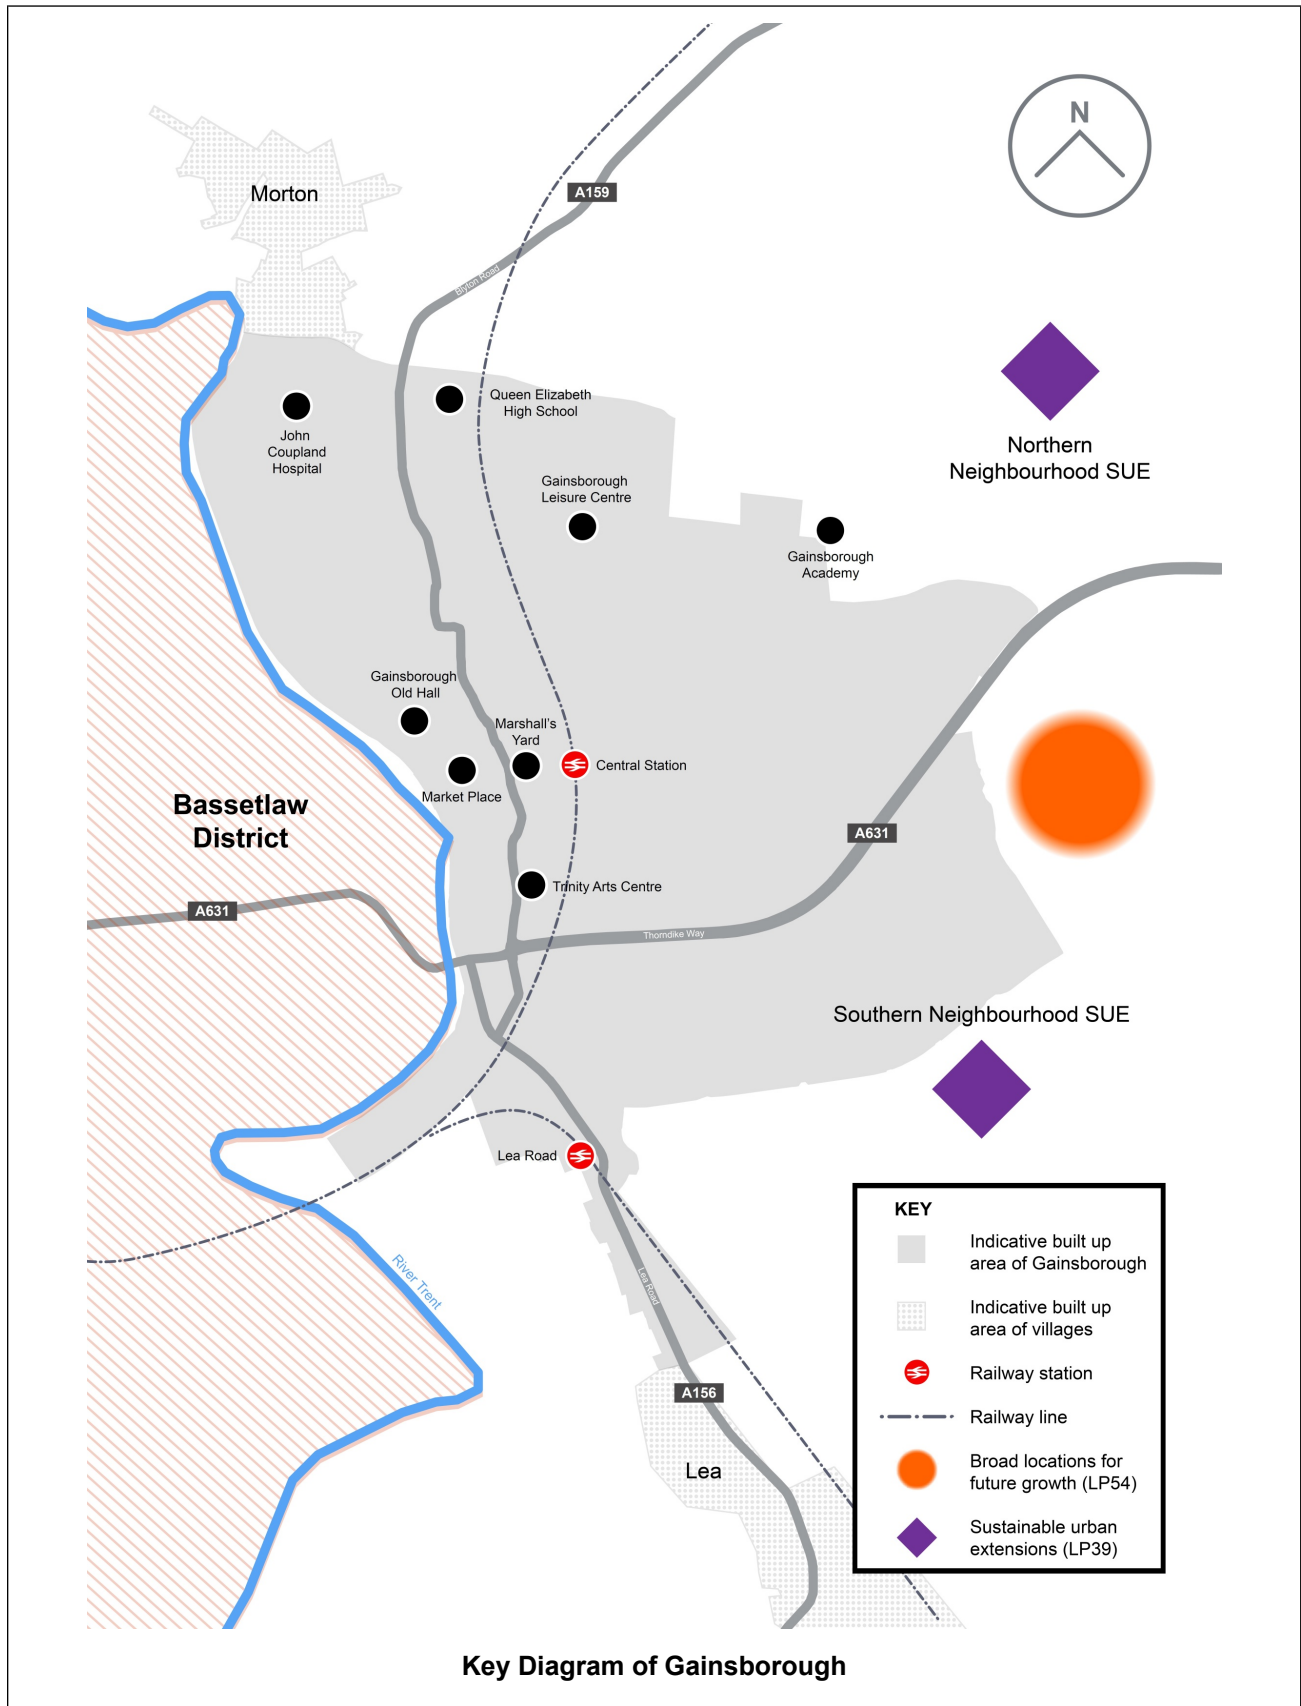 N
A159
Morton
Blyton Road
Queen Elizabeth
High School
John
Coupland
Hospital
Northern
Neighbourhood SUE
Gainsborough
Leisure Centre
Gainsborough
Academy
Gainsborough
Old Hall
Marshall's
Yard
Central Station
Market Place
Bassetlaw
District
A631
Trinity Arts Centre
A631
Thorndike Way
Southern Neighbourhood SUE
Lea Road
River Trent
Lea Road
A156
Lea
KEY
Indicative built up
area of Gainsborough
Indicative built up
area of villages
Railway station
Railway line
Broad locations for
future growth (LP54)
Sustainable urban
extensions (LP39)
Key Diagram of Gainsborough